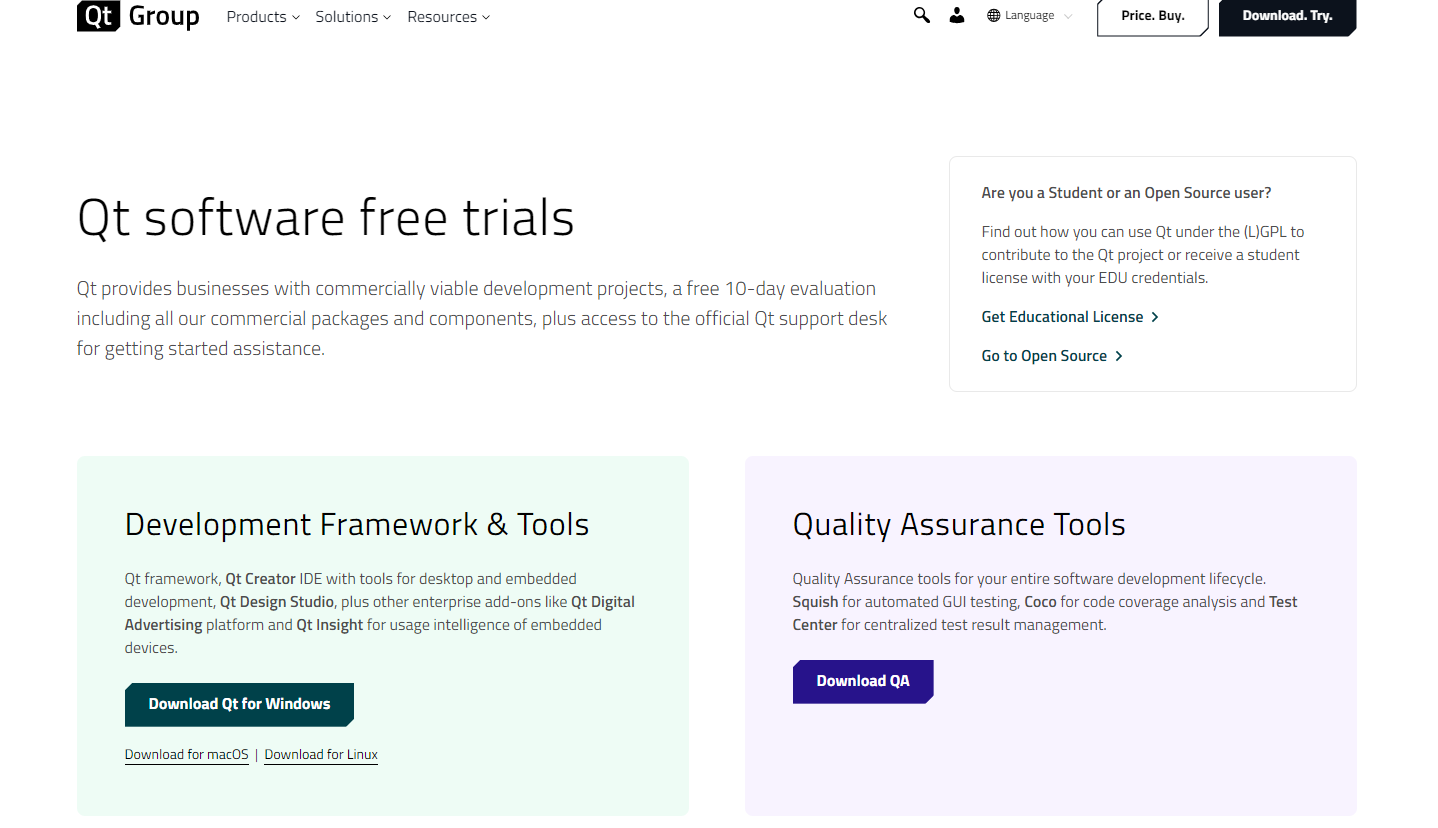 Qt Group Products Solutions Resources Language Price. Buy. Download. Try.
Qt software free trials
Qt provides businesses with commercially viable development projects, a free 10-day evaluation
including all our commercial packages and components, plus access to the official Qt support desk
for getting started assistance.
Are you a Student or an Open Source user?
Find out how you can use Qt under the (L)GPL to
contribute to the Qt project or receive a student
license with your EDU credentials.
Get Educational License
Go to Open Source
Development Framework & Tools
Qt framework, Qt Creator IDE with tools for desktop and embedded
development, Qt Design Studio, plus other enterprise add-ons like Qt Digital
Advertising platform and Qt Insight for usage intelligence of embedded
devices.
Download Qt for Windows
Download for macOS | Download for Linux
Quality Assurance Tools
Quality Assurance tools for your entire software development lifecycle.
Squish for automated GUI testing, Coco for code coverage analysis and Test
Center for centralized test result management.
Download QA